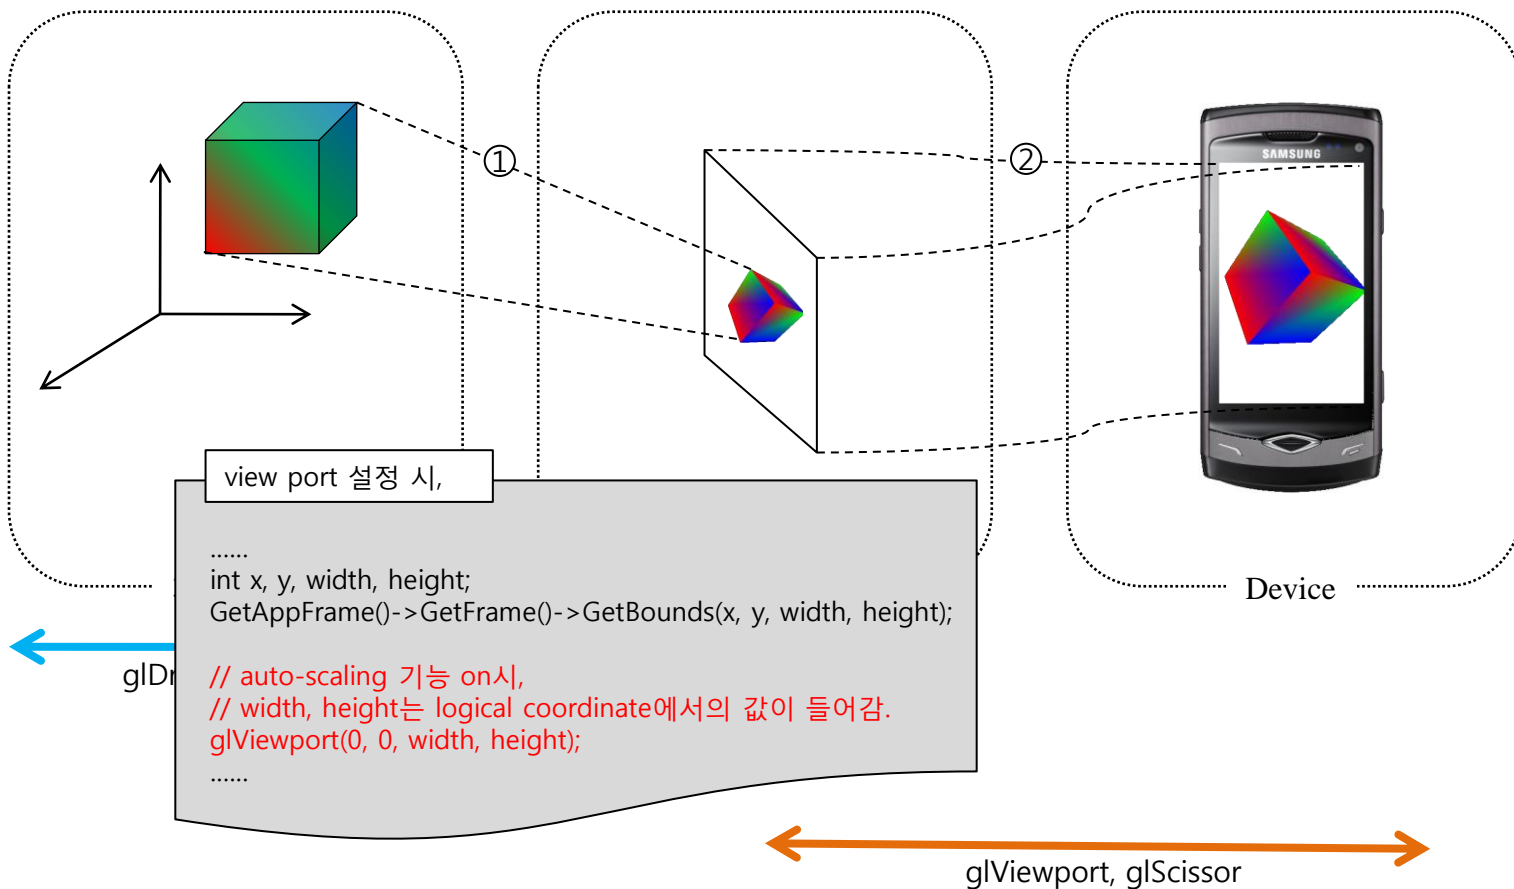 ①
②
SAMSUNG
view port 설정 시,
......
int x, y, width, height;
GetAppFrame()->GetFrame()->GetBounds(x, y, width, height);
// auto-scaling 기능 on시,
// width, height는 logical coordinate에서의 값이 들어감.
glViewport(0, 0, width, height);
......
Device
glViewport, glScissor